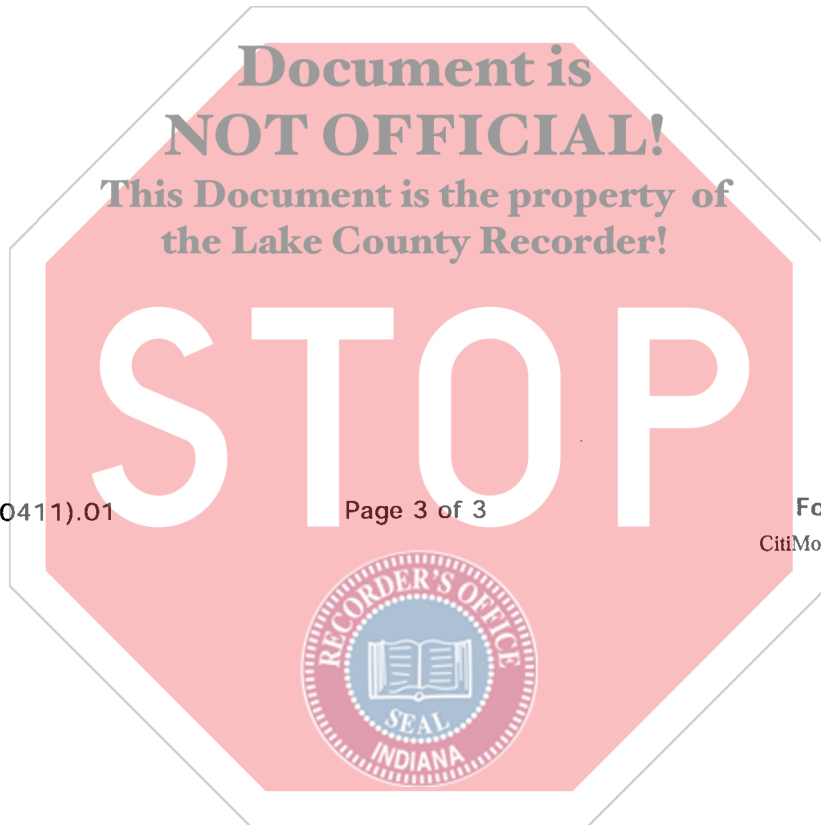 Document is
NOT OFFICIAL!
This Document is the property of
the Lake County Recorder!
STOP
0411).01 Page 3 of 3 Fo
CitiMo
RECORDER'S OFFICE
SEAL
INDIANA